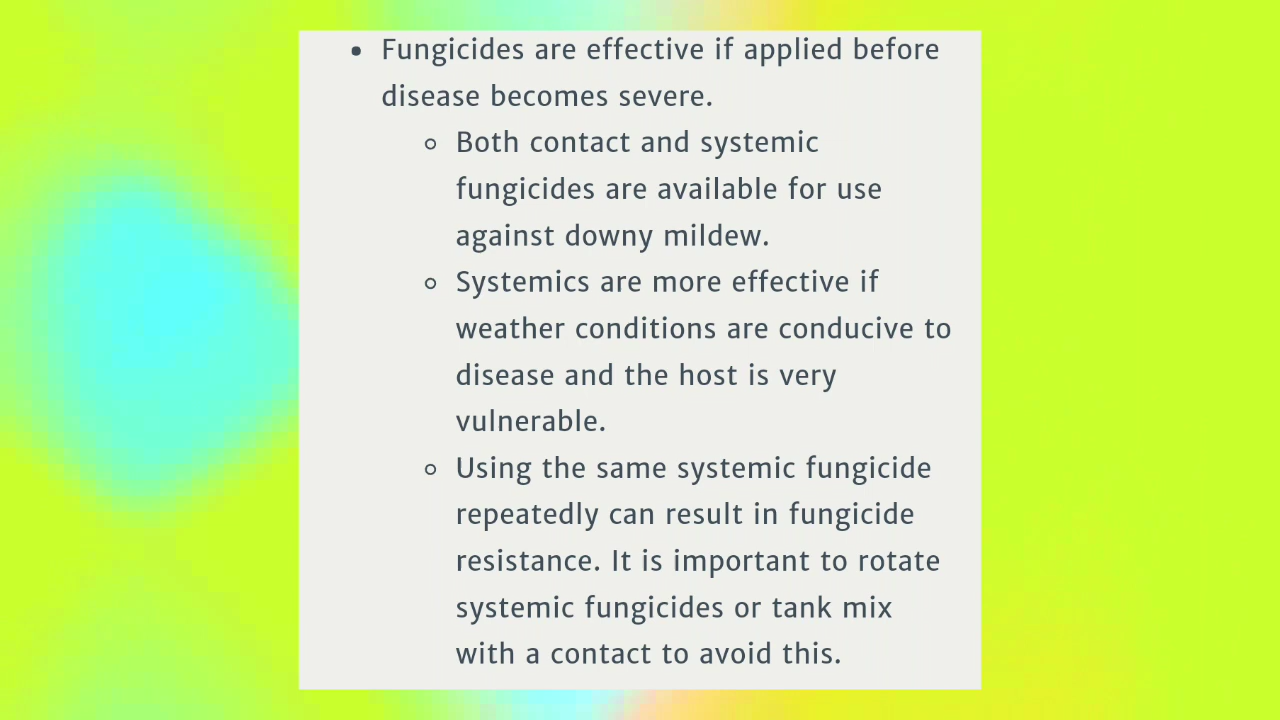 • Fungicides are effective if applied before
disease becomes severe.
◦ Both contact and systemic
fungicides are available for use
against downy mildew.
◦ Systemics are more effective if
weather conditions are conducive to
disease and the host is very
vulnerable.
◦ Using the same systemic fungicide
repeatedly can result in fungicide
resistance. It is important to rotate
systemic fungicides or tank mix
with a contact to avoid this.